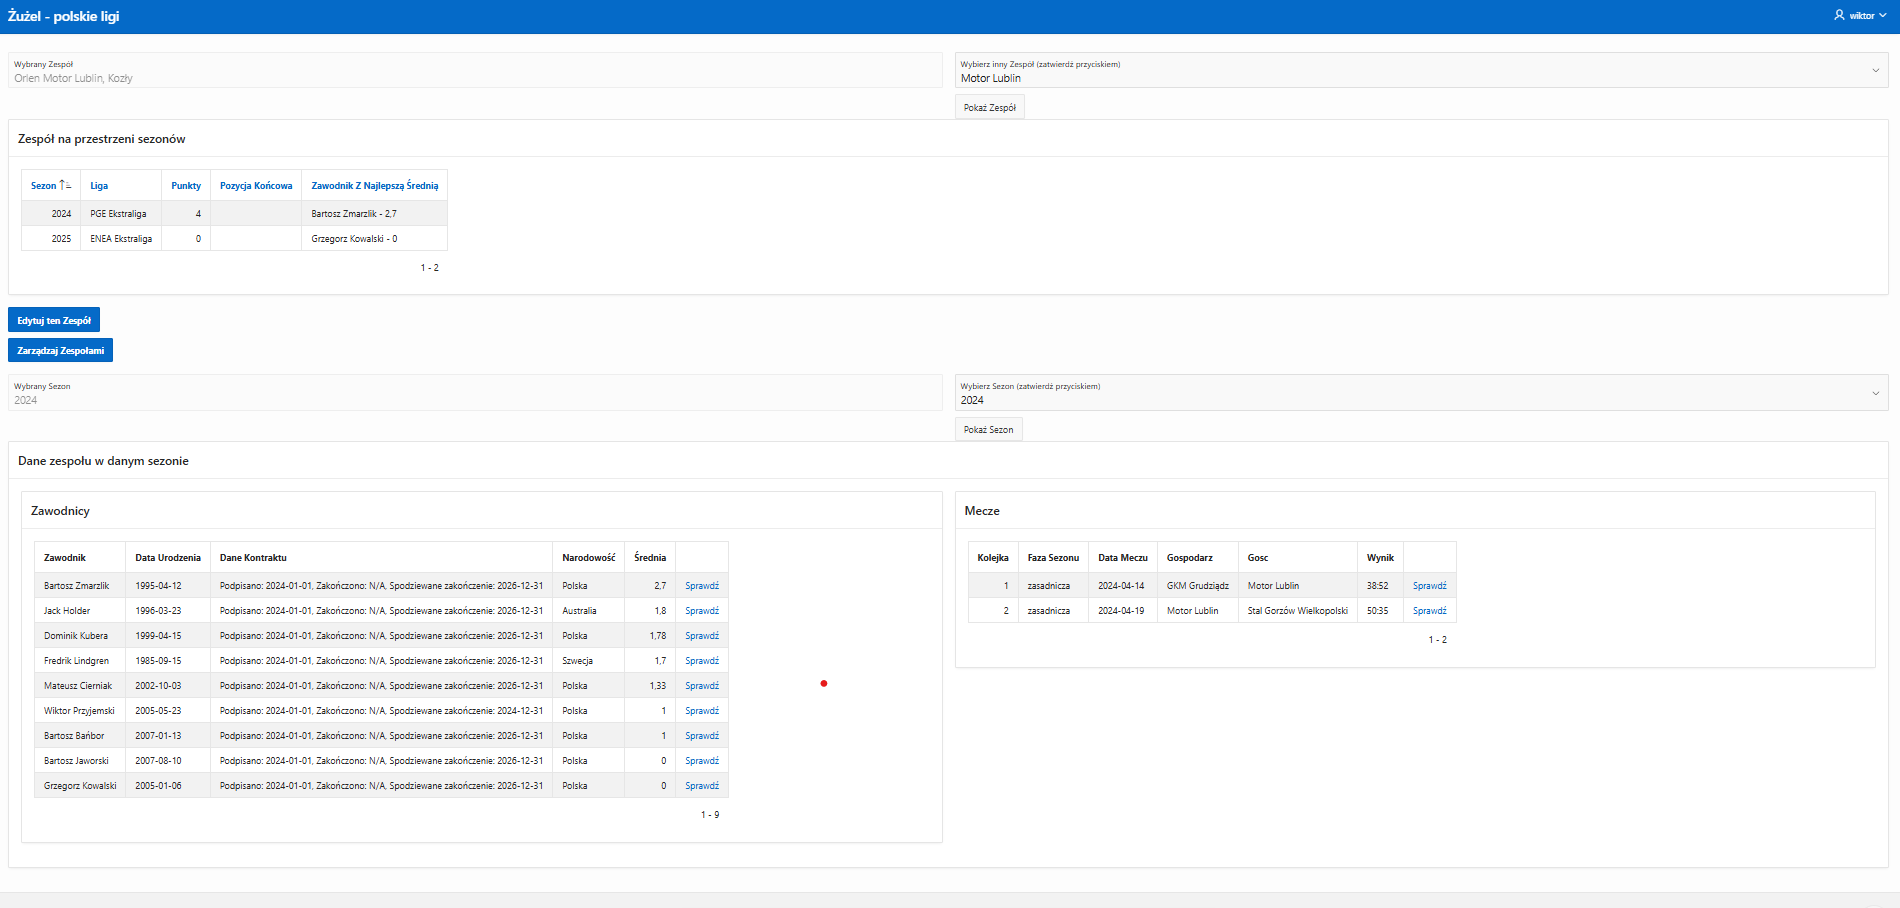 Żużel - polskie ligi
wiktor
Wybrany Zespół
Orien Motor Lublin, Kozły
Wybierz inny Zespół (zatwierdź przyciskiem)
Motor Lublin
Pokaż Zespół
Zespół na przestrzeni sezonów
Sezon Liga Punkty Pozycja Końcowa Zawodnik Z Najlepszą Średnią
2024 PGE Ekstraliga 4 Bartosz Zmarzlik - 2,7
2025 ENEA Ekstraliga 0 Grzegorz Kowalski - 0
1 - 2
Edytuj ten Zespół
Zarządzaj Zespołami
Wybrany Sezon
2024
Wybierz Sezon (zatwierdź przyciskiem)
2024
Pokaż Sezon
Dane zespołu w danym sezonie
Zawodnicy
Zawodnik Data Urodzenia Dane Kontraktu Narodowość Średnia
Bartosz Zmarzlik 1995-04-12 Podpisano: 2024-01-01, Zakończono: N/A, Spodziewane zakończenie: 2026-12-31 Polska 2,7 Sprawdź
Jack Holder 1996-03-23 Podpisano: 2024-01-01, Zakończono: N/A, Spodziewane zakończenie: 2026-12-31 Australia 1,8 Sprawdź
Dominik Kubera 1999-04-15 Podpisano: 2024-01-01, Zakończono: N/A, Spodziewane zakończenie: 2026-12-31 Polska 1,78 Sprawdź
Fredrik Lindgren 1985-09-15 Podpisano: 2024-01-01, Zakończono: N/A, Spodziewane zakończenie: 2026-12-31 Szwecja 1,7 Sprawdź
Mateusz Cierniak 2002-10-03 Podpisano: 2024-01-01, Zakończono: N/A, Spodziewane zakończenie: 2026-12-31 Polska 1,33 Sprawdź
Wiktor Przyjemski 2005-05-23 Podpisano: 2024-01-01, Zakończono: N/A, Spodziewane zakończenie: 2024-12-31 Polska 1 Sprawdź
Bartosz Bańbor 2007-01-13 Podpisano: 2024-01-01, Zakończono: N/A, Spodziewane zakończenie: 2026-12-31 Polska 1 Sprawdź
Bartosz Jaworski 2007-08-10 Podpisano: 2024-01-01, Zakończono: N/A, Spodziewane zakończenie: 2026-12-31 Polska 0 Sprawdź
Grzegorz Kowalski 2005-01-06 Podpisano: 2024-01-01, Zakończono: N/A, Spodziewane zakończenie: 2026-12-31 Polska 0 Sprawdź
1 - 9
Mecze
Kolejka Faza Sezonu Data Meczu Gospodarz Gosc Wynik
1 zasadnicza 2024-04-14 GKM Grudziądz Motor Lublin 38:52 Sprawdź
2 zasadnicza 2024-04-19 Motor Lublin Stal Gorzów Wielkopolski 50:35 Sprawdź
1 - 2